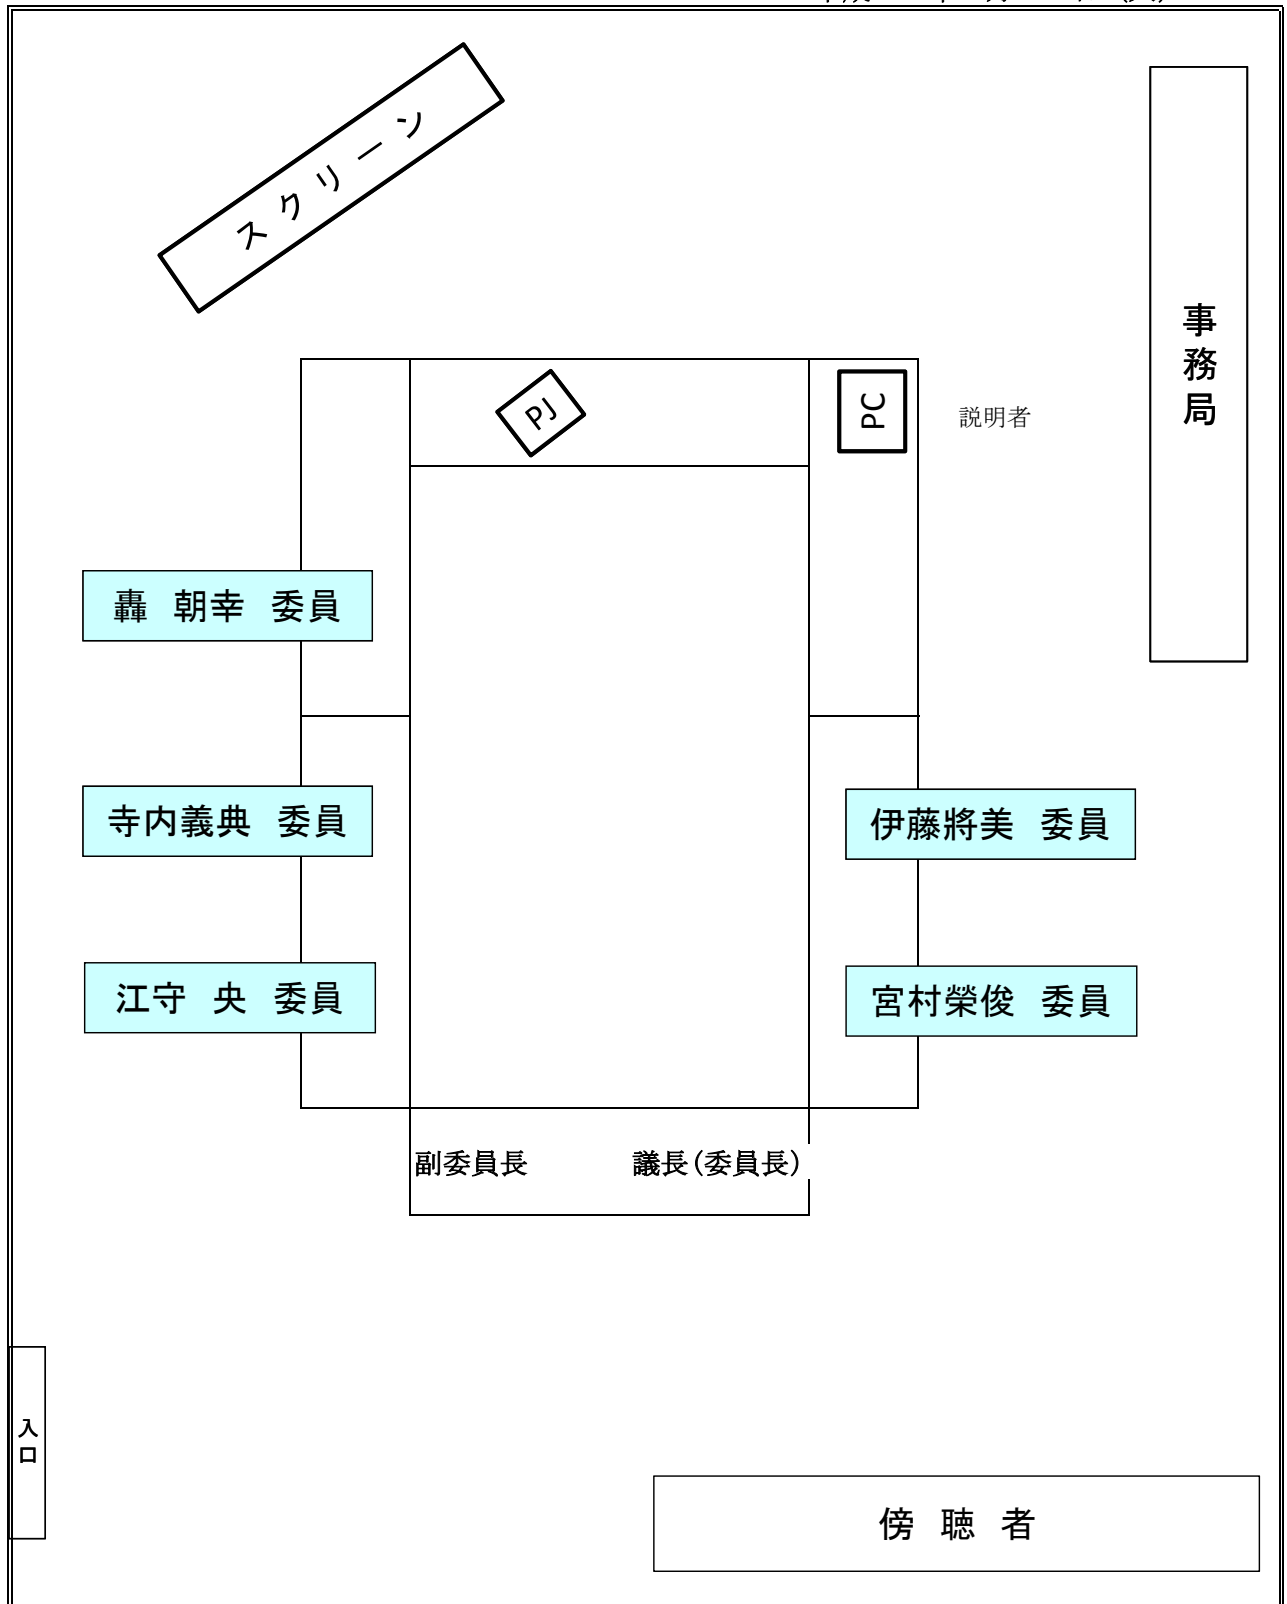 スクリーン
事務局
PJ
PC
説明者
轟 朝幸 委員
寺内義典 委員
伊藤將美 委員
江守 央 委員
宮村榮俊 委員
副委員長 議長(委員長)
入口
傍聴者